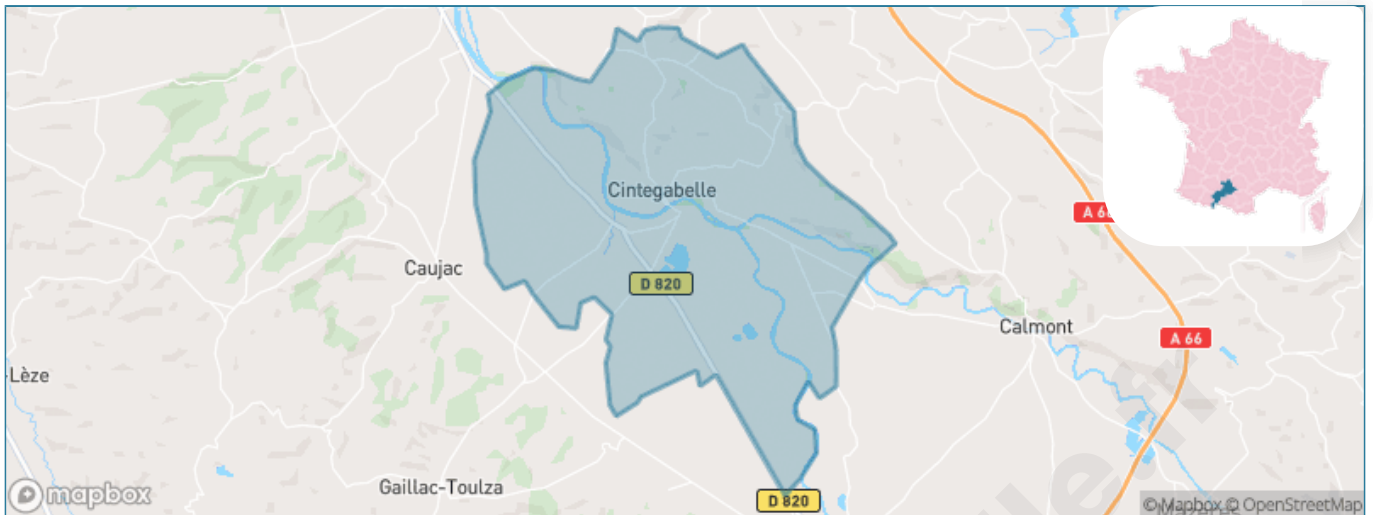 Cintegabelle
A 66
Caujac
D 820
Calmont
A 66
-Lèze
Gaillac-Toulza
D 820
mapbox
© Mapbox © OpenStreetMap